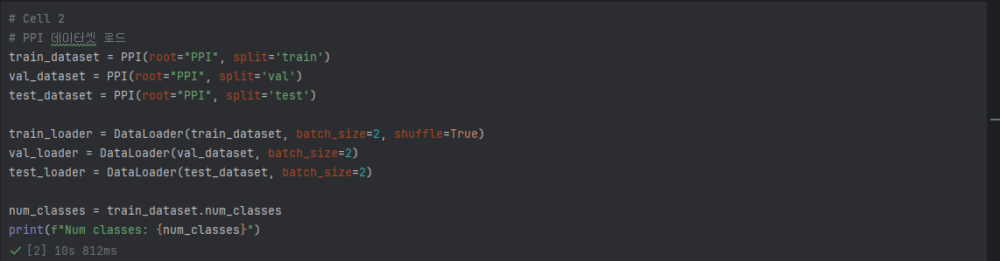 # Cell 2
# PPI 데이터셋 로드
train_dataset = PPI(root="PPI", split='train')
val_dataset = PPI(root="PPI", split='val')
test_dataset = PPI(root="PPI", split='test')
train_loader = DataLoader(train_dataset, batch_size=2, shuffle=True)
val_loader = DataLoader(val_dataset, batch_size=2)
test_loader = DataLoader(test_dataset, batch_size=2)
num_classes = train_dataset.num_classes
print(f"Num classes: {num_classes}")
[2] 10s 812ms